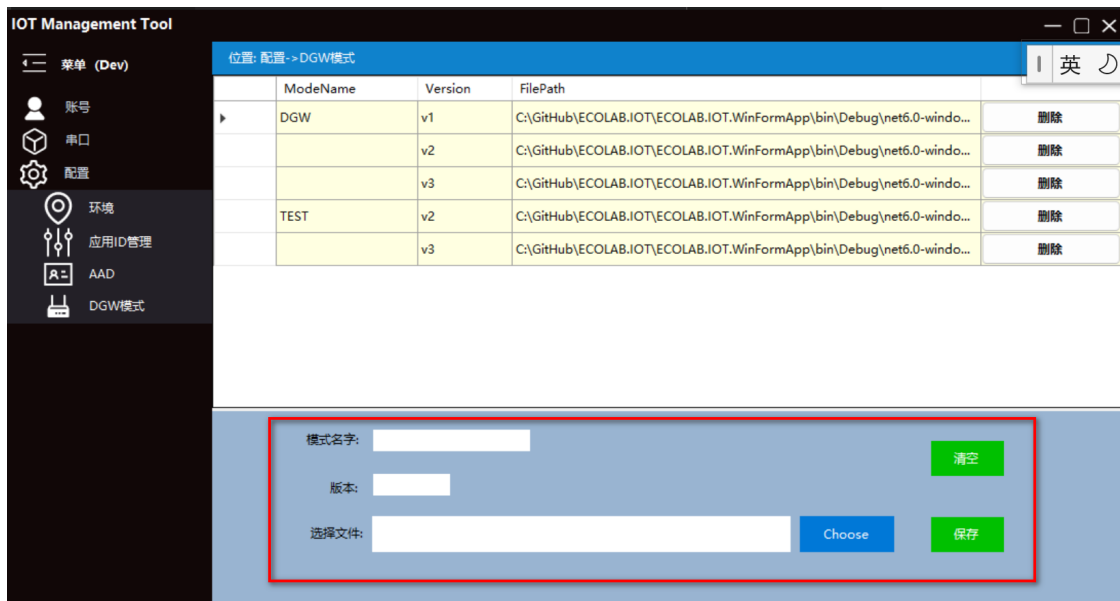 IOT Management Tool
菜单 (Dev)
位置: 配置->DGW模式
英
账号
串口
配置
环境
应用ID管理
AAD
DGW模式
ModeName Version FilePath
DGW v1 C:\GitHub\ECOLAB.IOT\ECOLAB.IOT.WinFormApp\bin\Debug\net6.0-windo... 删除
v2 C:\GitHub\ECOLAB.IOT\ECOLAB.IOT.WinFormApp\bin\Debug\net6.0-windo... 删除
v3 C:\GitHub\ECOLAB.IOT\ECOLAB.IOT.WinFormApp\bin\Debug\net6.0-windo... 删除
TEST v2 C:\GitHub\ECOLAB.IOT\ECOLAB.IOT.WinFormApp\bin\Debug\net6.0-windo... 删除
v3 C:\GitHub\ECOLAB.IOT\ECOLAB.IOT.WinFormApp\bin\Debug\net6.0-windo... 删除
模式名字:
清空
版本:
选择文件: Choose 保存